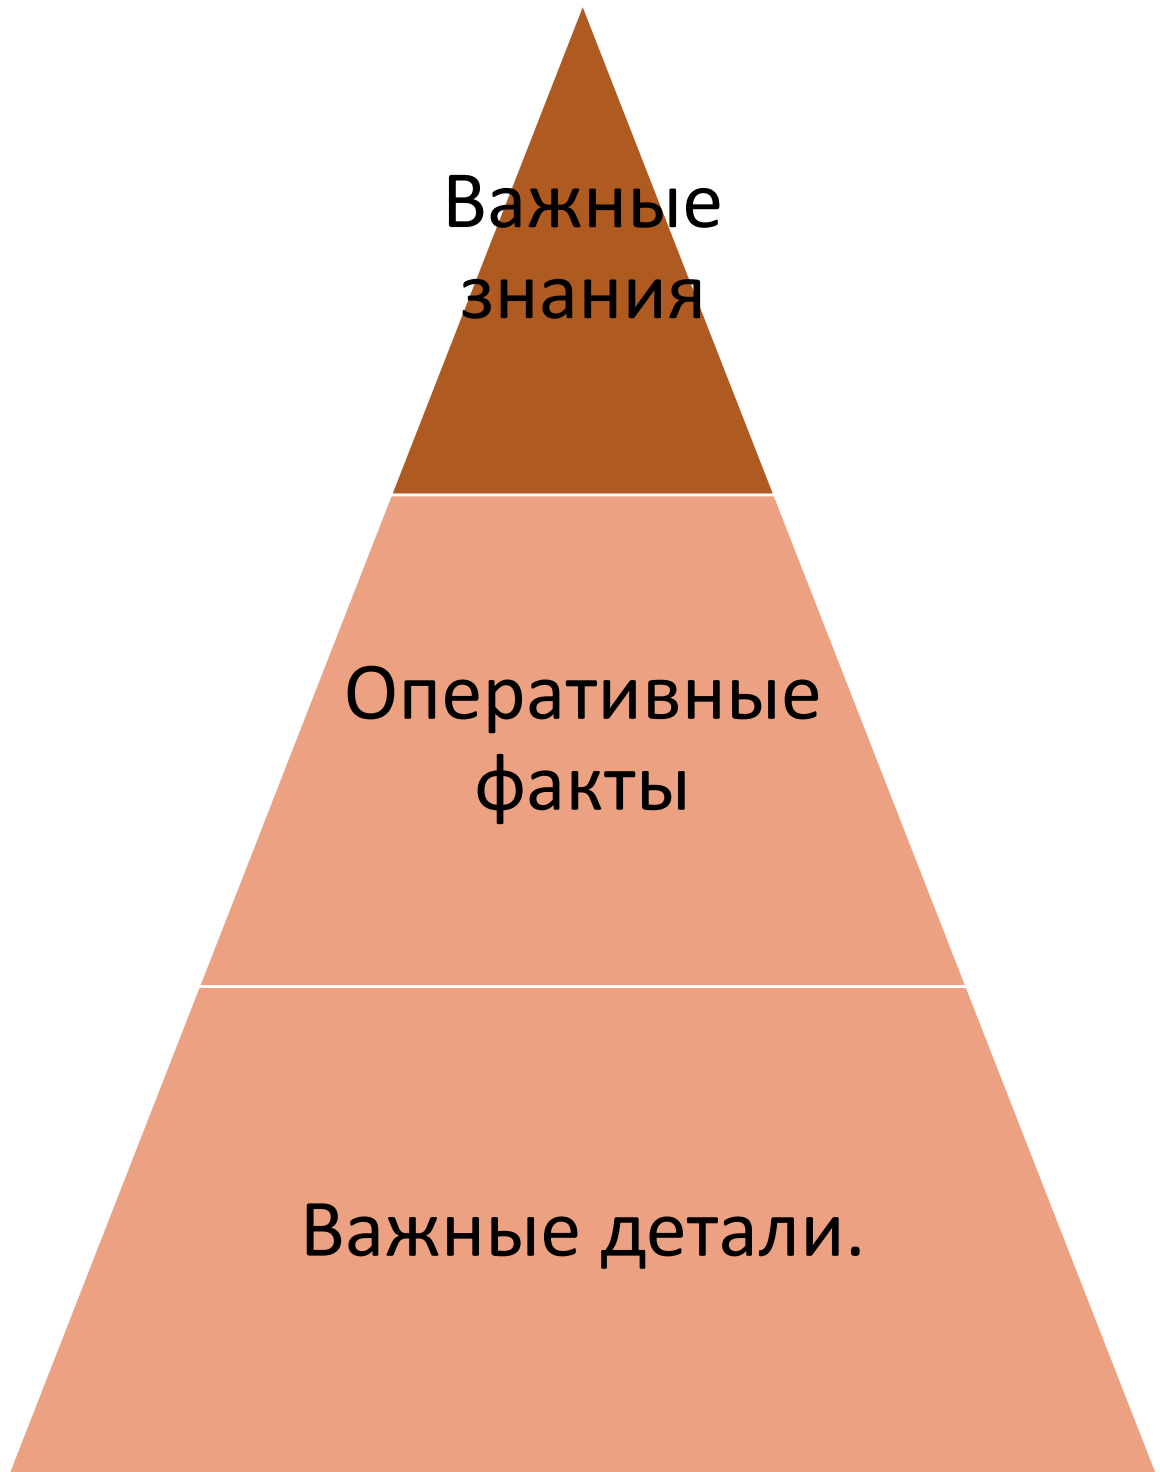 Важные
знания
Оперативные
факты
Важные детали.